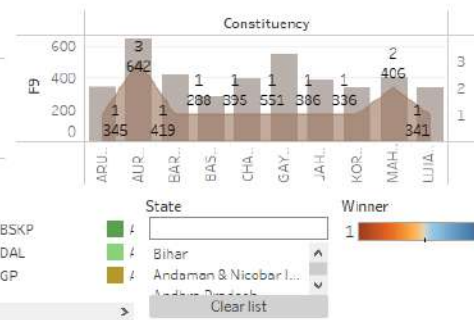 Constituency
600
400
200
0
F9
3
2
1
3
642
2
406
1
288
1
395
1
551
1
386
1
336
1
345
1
419
1
341
ARU..
AUR..
BAR..
BAS..
CHA..
GAY..
JAH..
KOR..
MAH..
UJIA..
State
Winner
BSKP
DAL
GP
1
Bihar
Andaman & Nicobar I...
Andhra Pradesh
Clear list